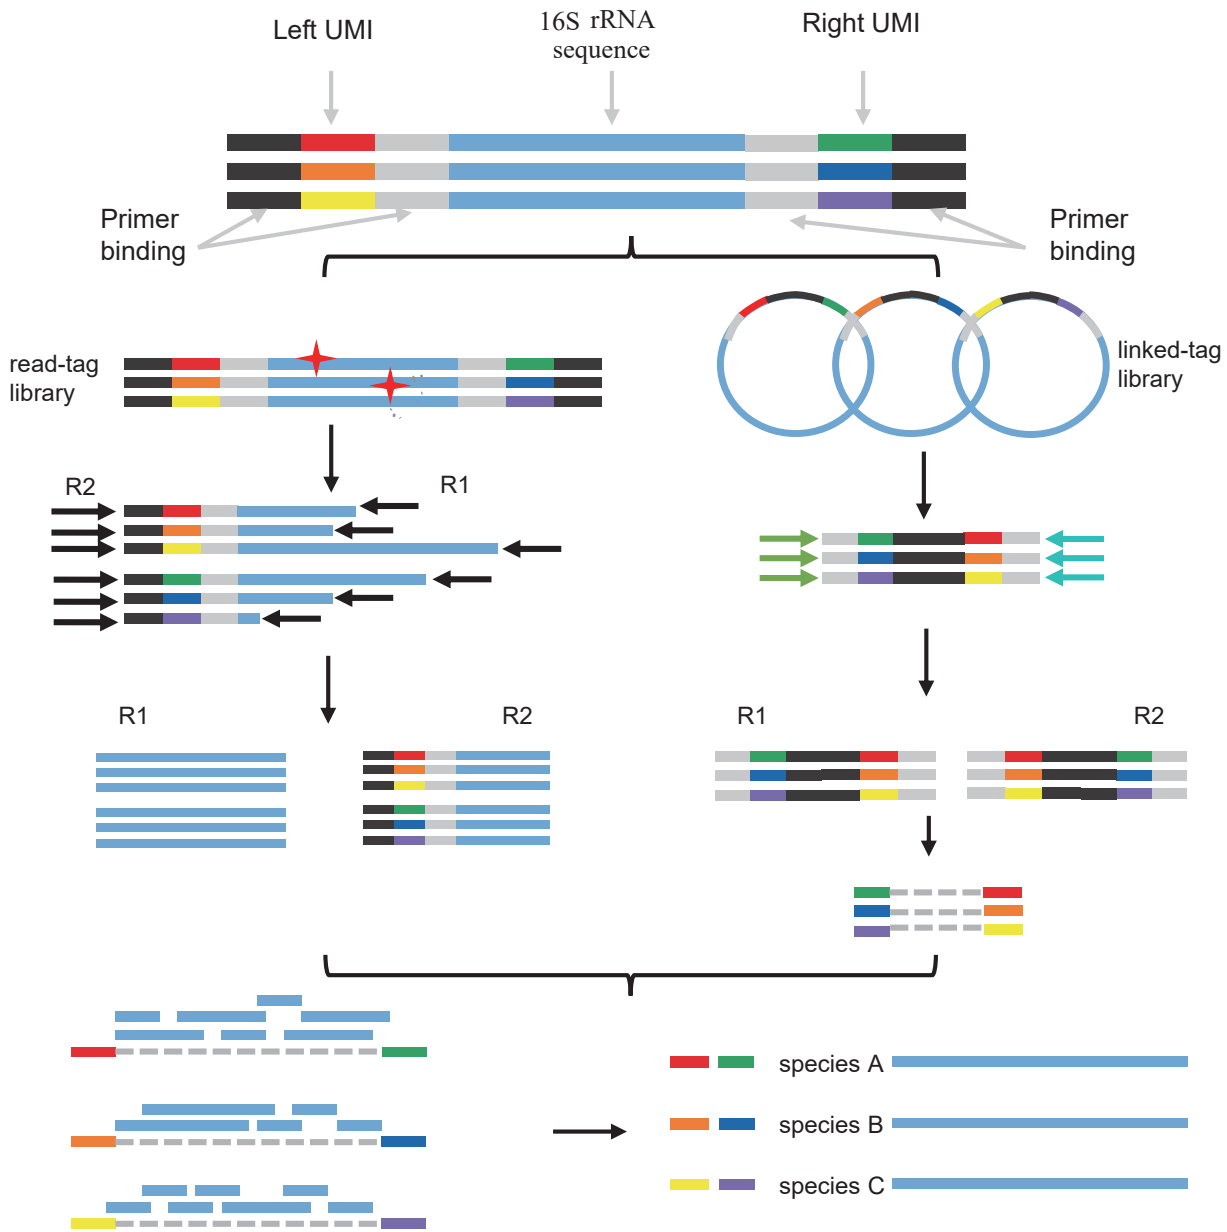 Left UMI
16S rRNA
sequence
Right UMI
Primer
binding
Primer
binding
read-tag
library
linked-tag
library
R2
R1
R1
R2
R1
R2
species A
species B
species C